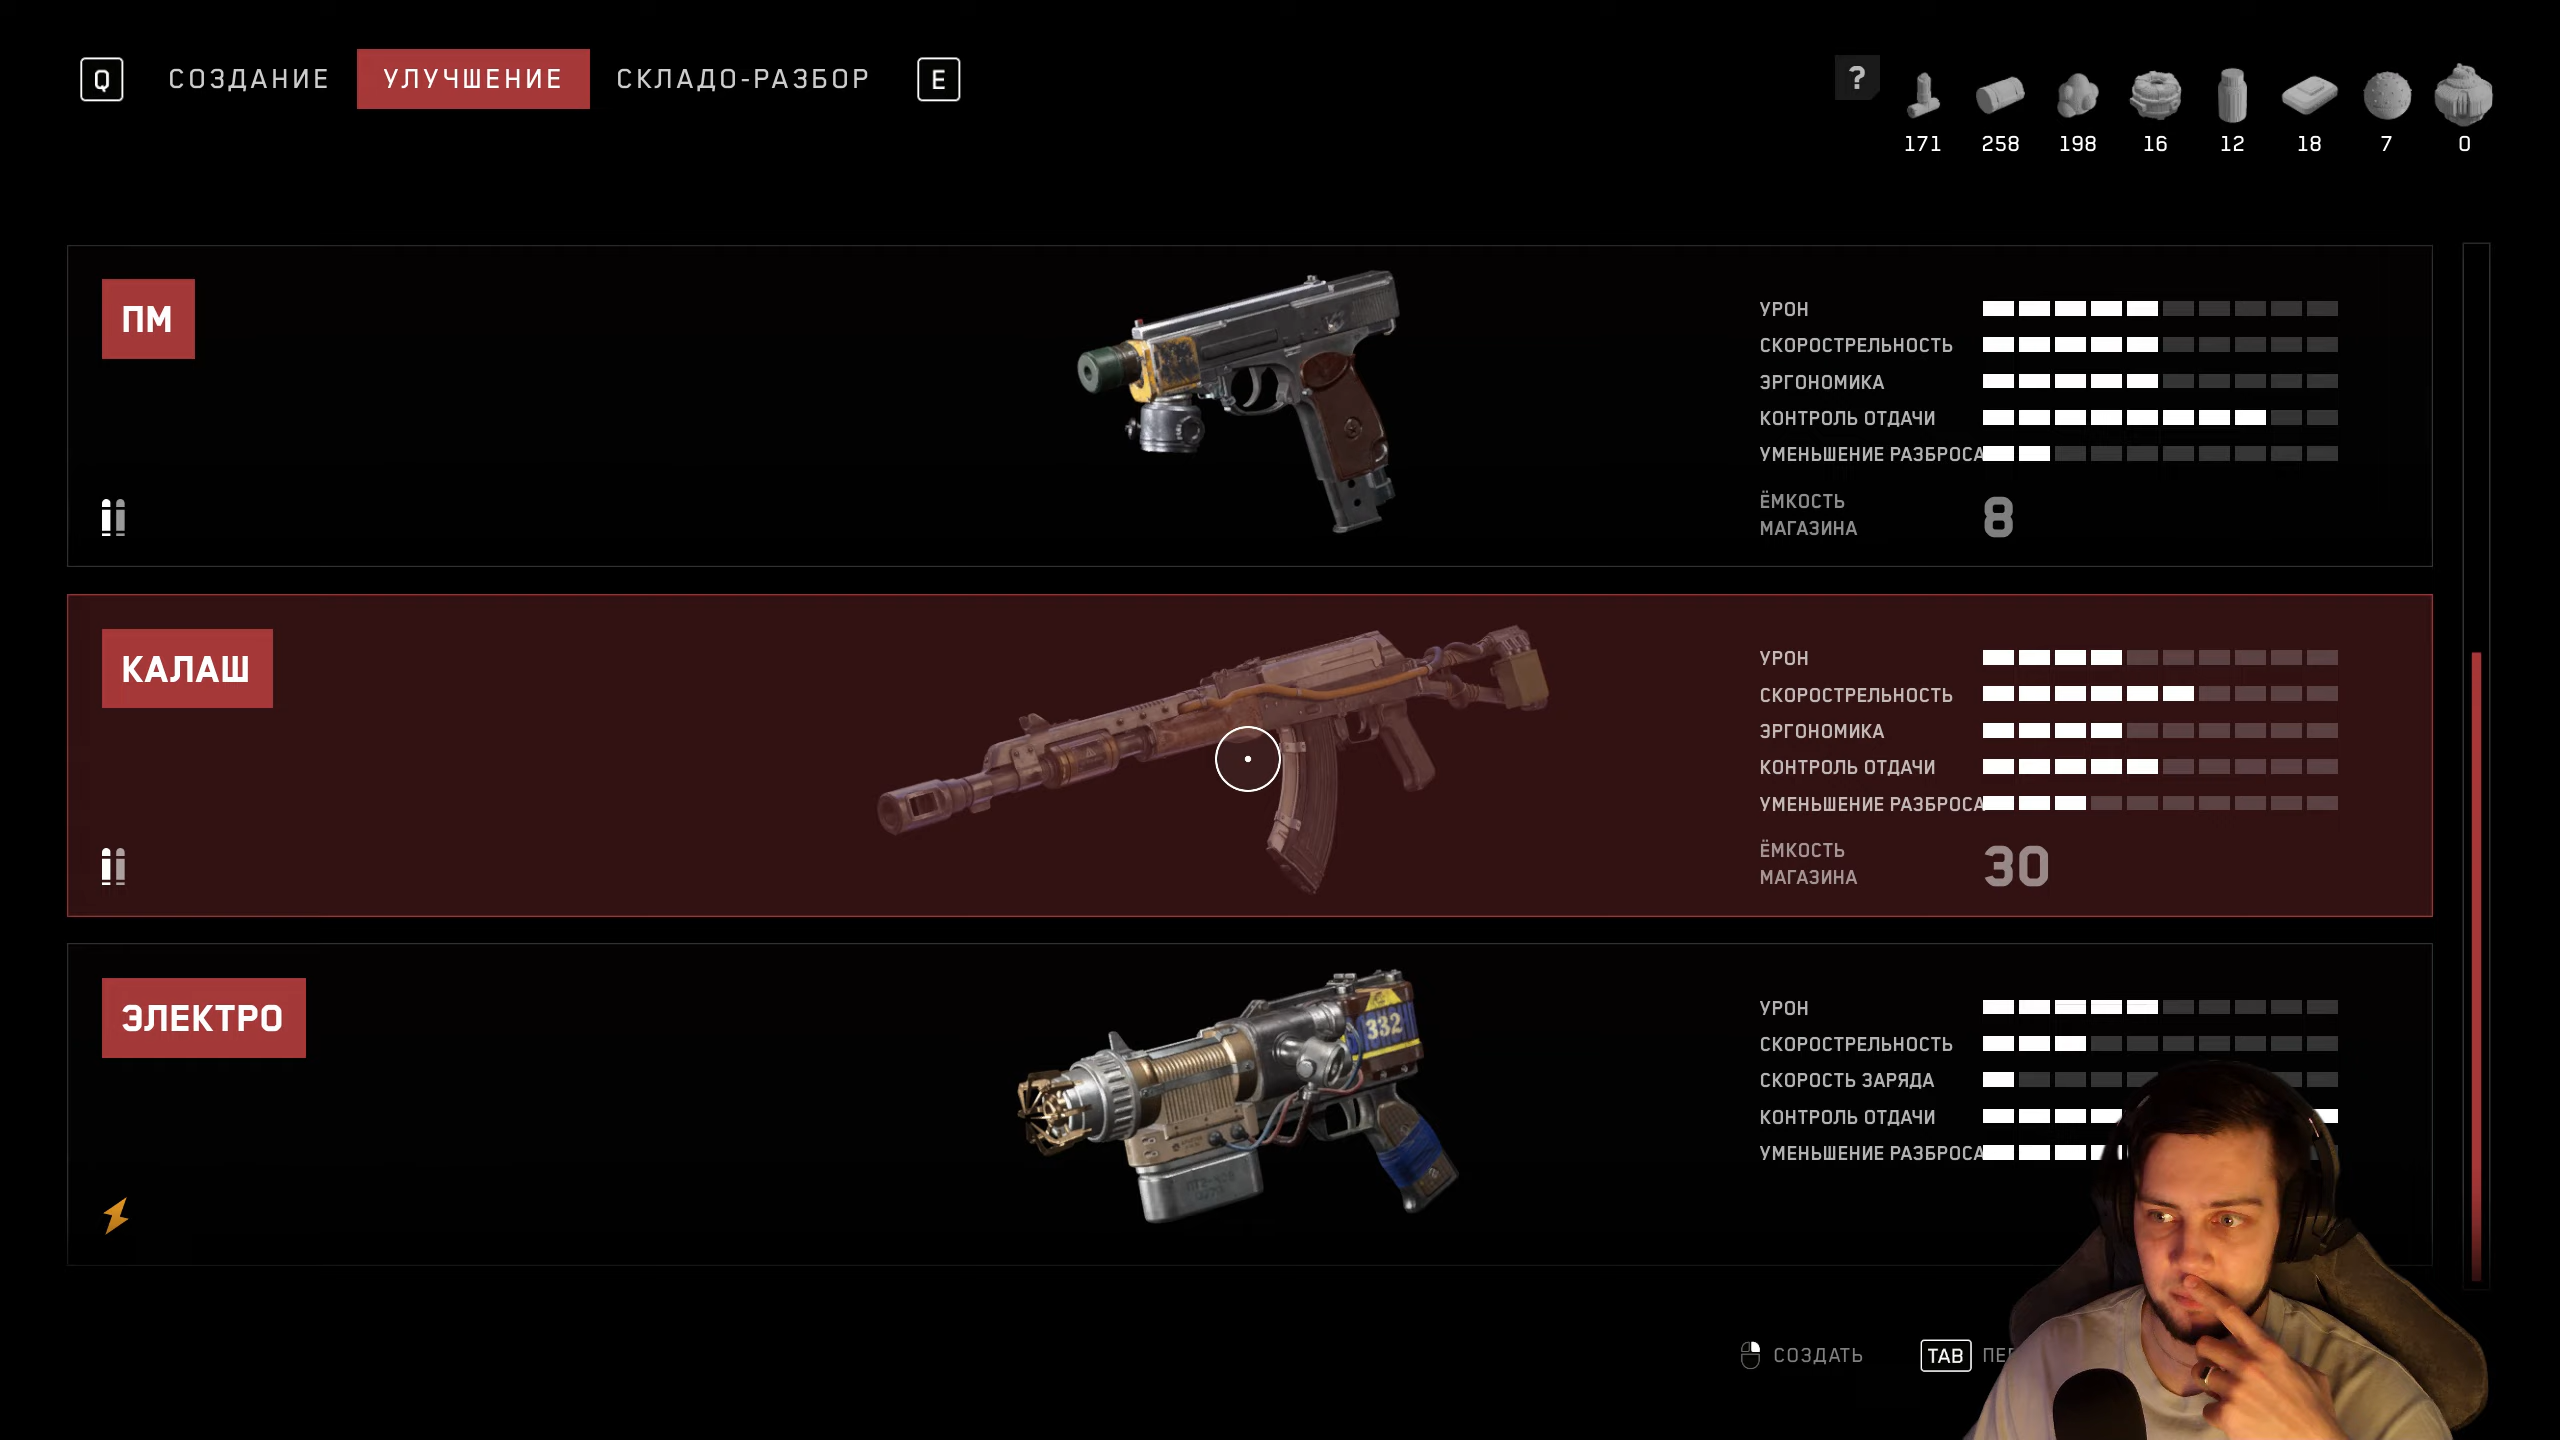 Q СОЗДАНИЕ УЛУЧШЕНИЕ СКЛАДО-РАЗБОР E
?
171 258 198 16 12 18 7 0
ПМ
УРОН
СКОРОСТРЕЛЬНОСТЬ
ЭРГОНОМИКА
КОНТРОЛЬ ОТДАЧИ
УМЕНЬШЕНИЕ РАЗБРОСА
ЁМКОСТЬ
МАГАЗИНА
8
КАЛАШ
УРОН
СКОРОСТРЕЛЬНОСТЬ
ЭРГОНОМИКА
КОНТРОЛЬ ОТДАЧИ
УМЕНЬШЕНИЕ РАЗБРОСА
ЁМКОСТЬ
МАГАЗИНА
30
ЭЛЕКТРО
332
УРОН
СКОРОСТРЕЛЬНОСТЬ
СКОРОСТЬ ЗАРЯДА
КОНТРОЛЬ ОТДАЧИ
УМЕНЬШЕНИЕ РАЗБРОСА
СОЗДАТЬ TAB